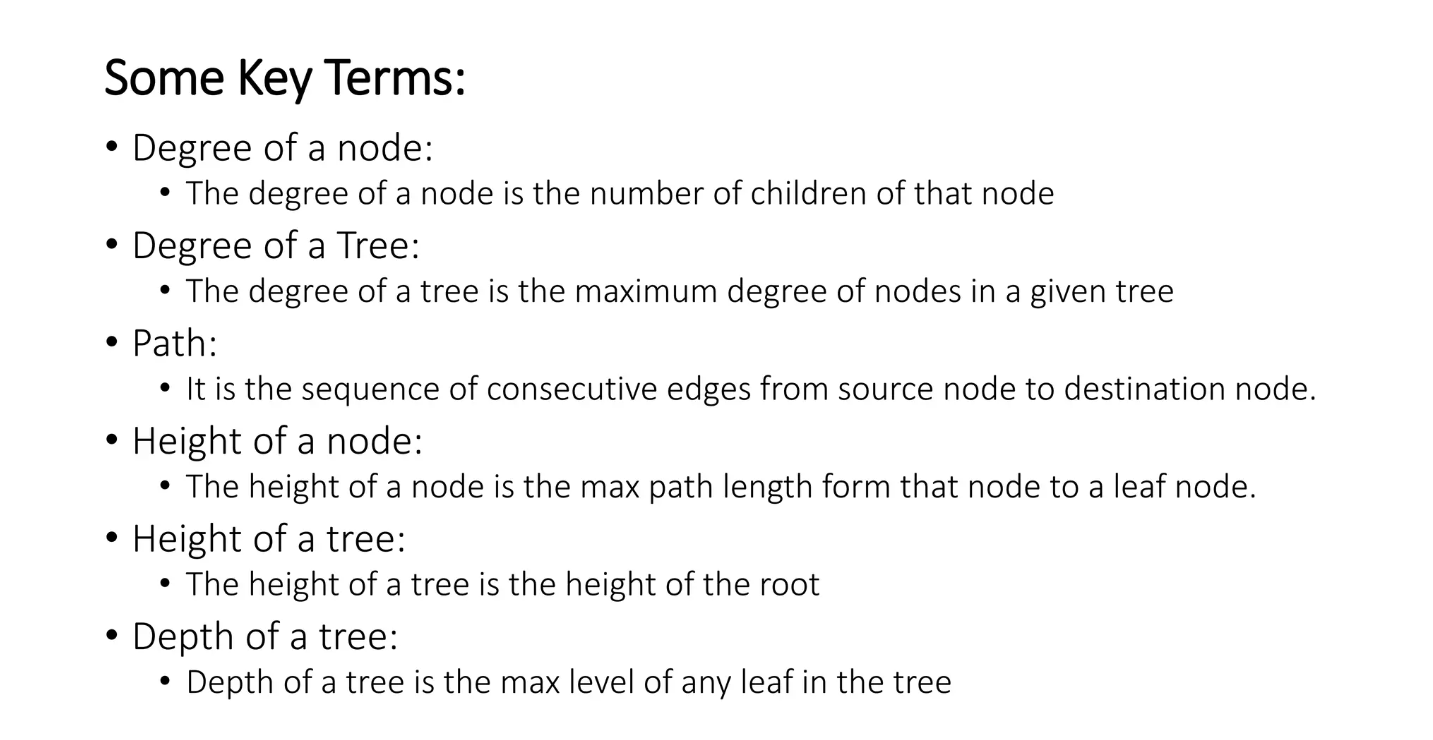 Some Key Terms:
• Degree of a node:
• The degree of a node is the number of children of that node
• Degree of a Tree:
• The degree of a tree is the maximum degree of nodes in a given tree
• Path:
• It is the sequence of consecutive edges from source node to destination node.
• Height of a node:
• The height of a node is the max path length form that node to a leaf node.
• Height of a tree:
• The height of a tree is the height of the root
• Depth of a tree:
• Depth of a tree is the max level of any leaf in the tree